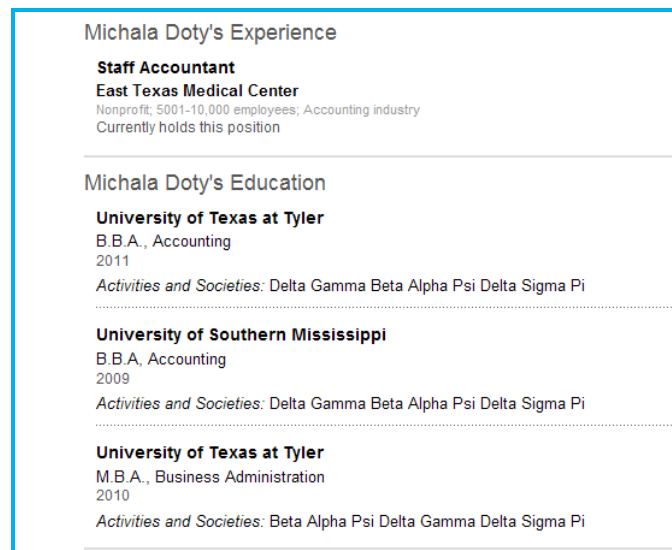 Michala Doty's Experience
Staff Accountant
East Texas Medical Center
Nonprofit; 5001-10,000 employees; Accounting industry
Currently holds this position
Michala Doty's Education
University of Texas at Tyler
B.B.A., Accounting
2011
Activities and Societies: Delta Gamma Beta Alpha Psi Delta Sigma Pi
University of Southern Mississippi
B.B.A, Accounting
2009
Activities and Societies: Delta Gamma Beta Alpha Psi Delta Sigma Pi
University of Texas at Tyler
M.B.A., Business Administration
2010
Activities and Societies: Beta Alpha Psi Delta Gamma Delta Sigma Pi